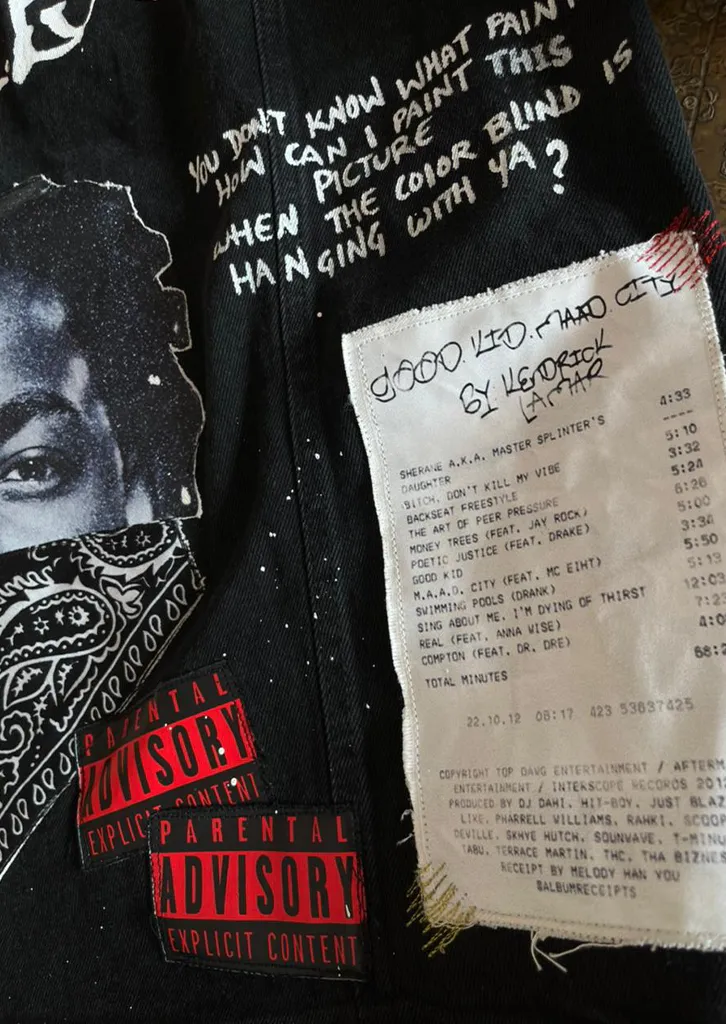 YOU DON'T KNOW WHAT PAIN
HOW CAN I PAINT THIS
PICTURE
WHEN THE COLOR BLIND IS
HANGING WITH YA?
GOOD. KID. MAAD. CITY
BY KENDRICK
LAMAR
SHERANE A.K.A. MASTER SPLINTER'S 4:33
DAUGHTER ----
BITCH, DON'T KILL MY VIBE 5:10
BACKSEAT FREESTYLE 3:32
THE ART OF PEER PRESSURE 5:24
MONEY TREES (FEAT. JAY ROCK) 6:26
POETIC JUSTICE (FEAT. DRAKE) 5:00
GOOD KID 3:34
M.A.A.D. CITY (FEAT. MC EIHT) 5:50
SWIMMING POOLS (DRANK) 5:13
SING ABOUT ME, I'M DYING OF THIRST 12:03
REAL (FEAT. ANNA WISE) 7:23
COMPTON (FEAT. DR. DRE) 4:0
TOTAL MINUTES 68:2
22.10.12 08:17 423 53637425
COPYRIGHT TOP DAWG ENTERTAINMENT / AFTERM
ENTERTAINMENT / INTERSCOPE RECORDS 2012
PRODUCED BY DJ DAHI, HIT-BOY, JUST BLAZ
LIKE, PHARRELL WILLIAMS, RAHKI, SCOOP
DEVILLE, SKHYE HUTCH, SOUNWAVE, T-MINU
TABU, TERRACE MARTIN, THC, THA BIZNES
RECEIPT BY MELODY HAN YOU
@ALBUMRECEIPTS
PARENTAL
ADVISORY
EXPLICIT CONTENT
PARENTAL
ADVISORY
EXPLICIT CONTENT